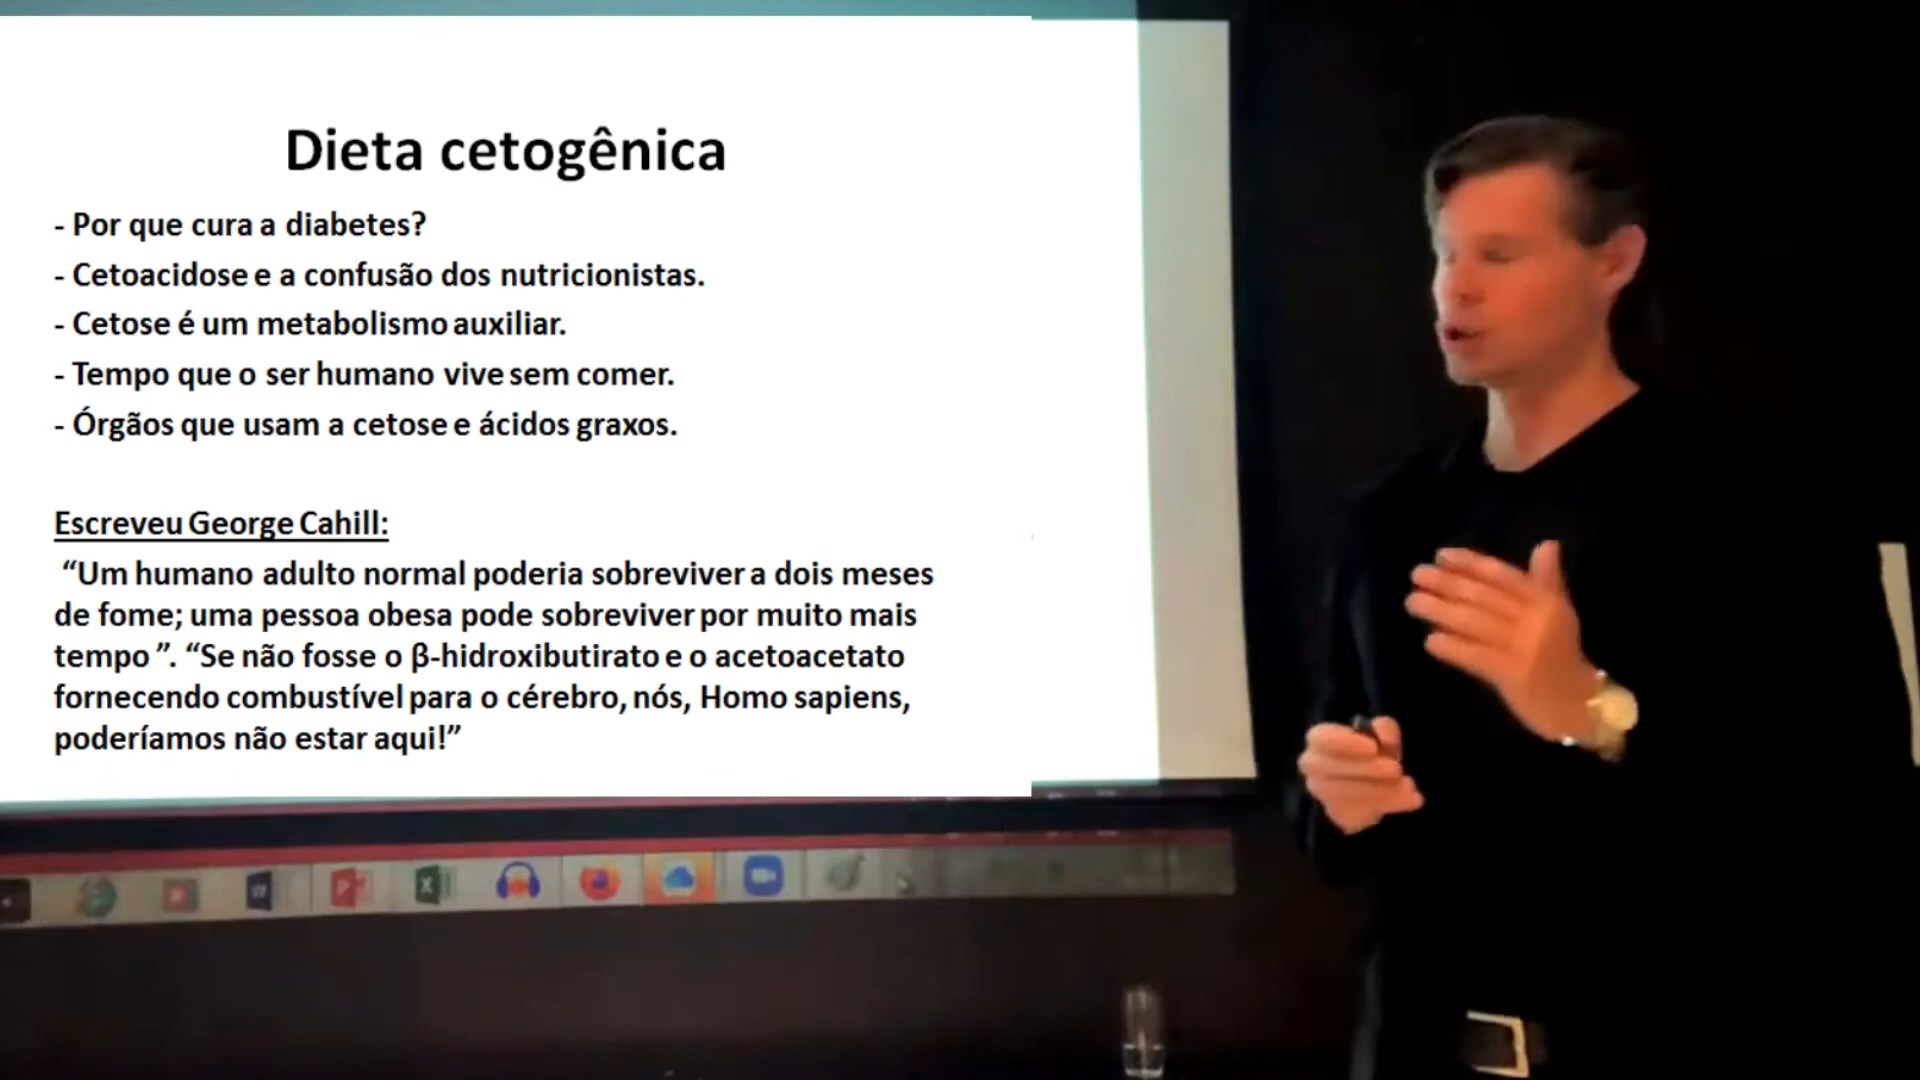 Dieta cetogênica
- Por que cura a diabetes?
- Cetoacidose e a confusão dos nutricionistas.
- Cetose é um metabolismo auxiliar.
- Tempo que o ser humano vive sem comer.
- Órgãos que usam a cetose e ácidos graxos.
Escreveu George Cahill:
“Um humano adulto normal poderia sobreviver a dois meses
de fome; uma pessoa obesa pode sobreviver por muito mais
tempo ”. “Se não fosse o β-hidroxibutirato e o acetoacetato
fornecendo combustível para o cérebro, nós, Homo sapiens,
poderíamos não estar aqui!”